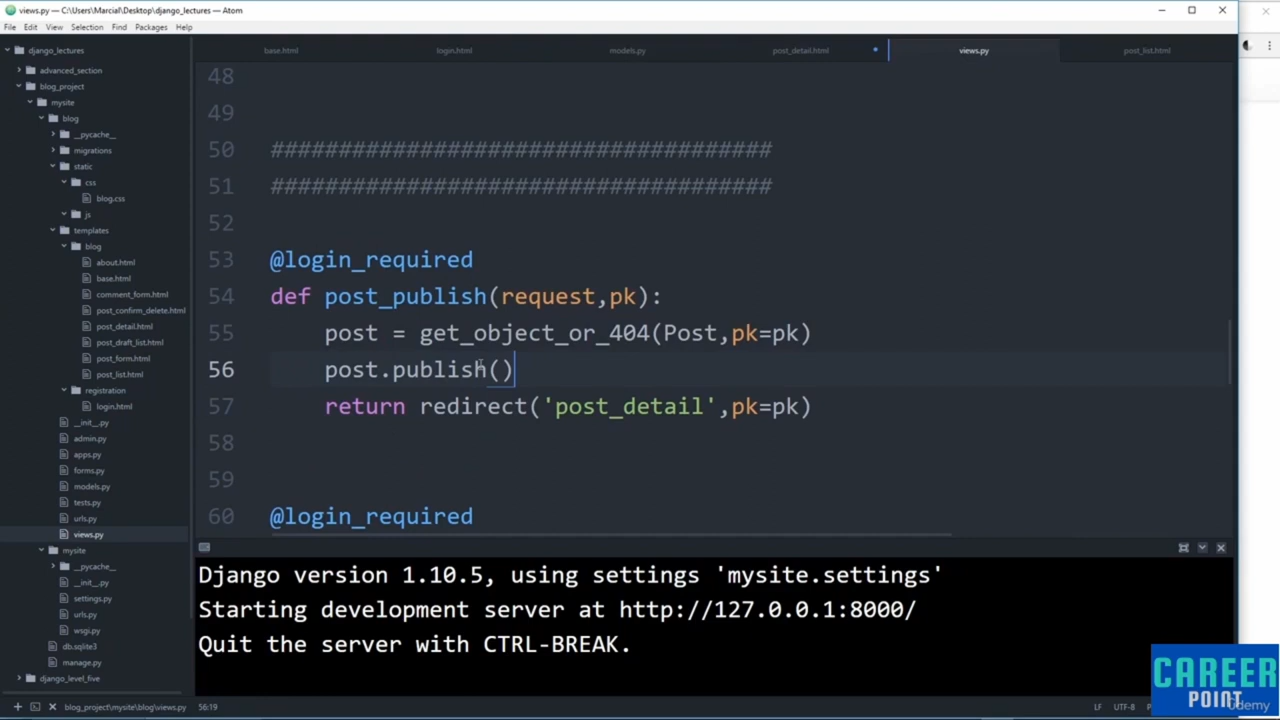 views.py — C:\Users\Marcial\Desktop\django_lectures — Atom
File Edit View Selection Find Packages Help
django_lectures
advanced_section
blog_project
mysite
blog
__pycache__
migrations
static
css
blog.css
js
templates
blog
about.html
base.html
comment_form.html
post_confirm_delete.html
post_detail.html
post_draft_list.html
post_form.html
post_list.html
registration
login.html
__init__.py
admin.py
apps.py
forms.py
models.py
tests.py
urls.py
views.py
mysite
__pycache__
__init__.py
settings.py
urls.py
wsgi.py
db.sqlite3
manage.py
django_level_five
base.html login.html models.py post_detail.html views.py post_list.html
48
49
50 #####################################
51 #####################################
52
53 @login_required
54 def post_publish(request,pk):
55 post = get_object_or_404(Post,pk=pk)
56 post.publish()
57 return redirect('post_detail',pk=pk)
58
59
60 @login_required
Django version 1.10.5, using settings 'mysite.settings'
Starting development server at http://127.0.0.1:8000/
Quit the server with CTRL-BREAK.
blog_project\mysite\blog\views.py 56:19
LF UTF-8
CAREER
POINT
Udemy